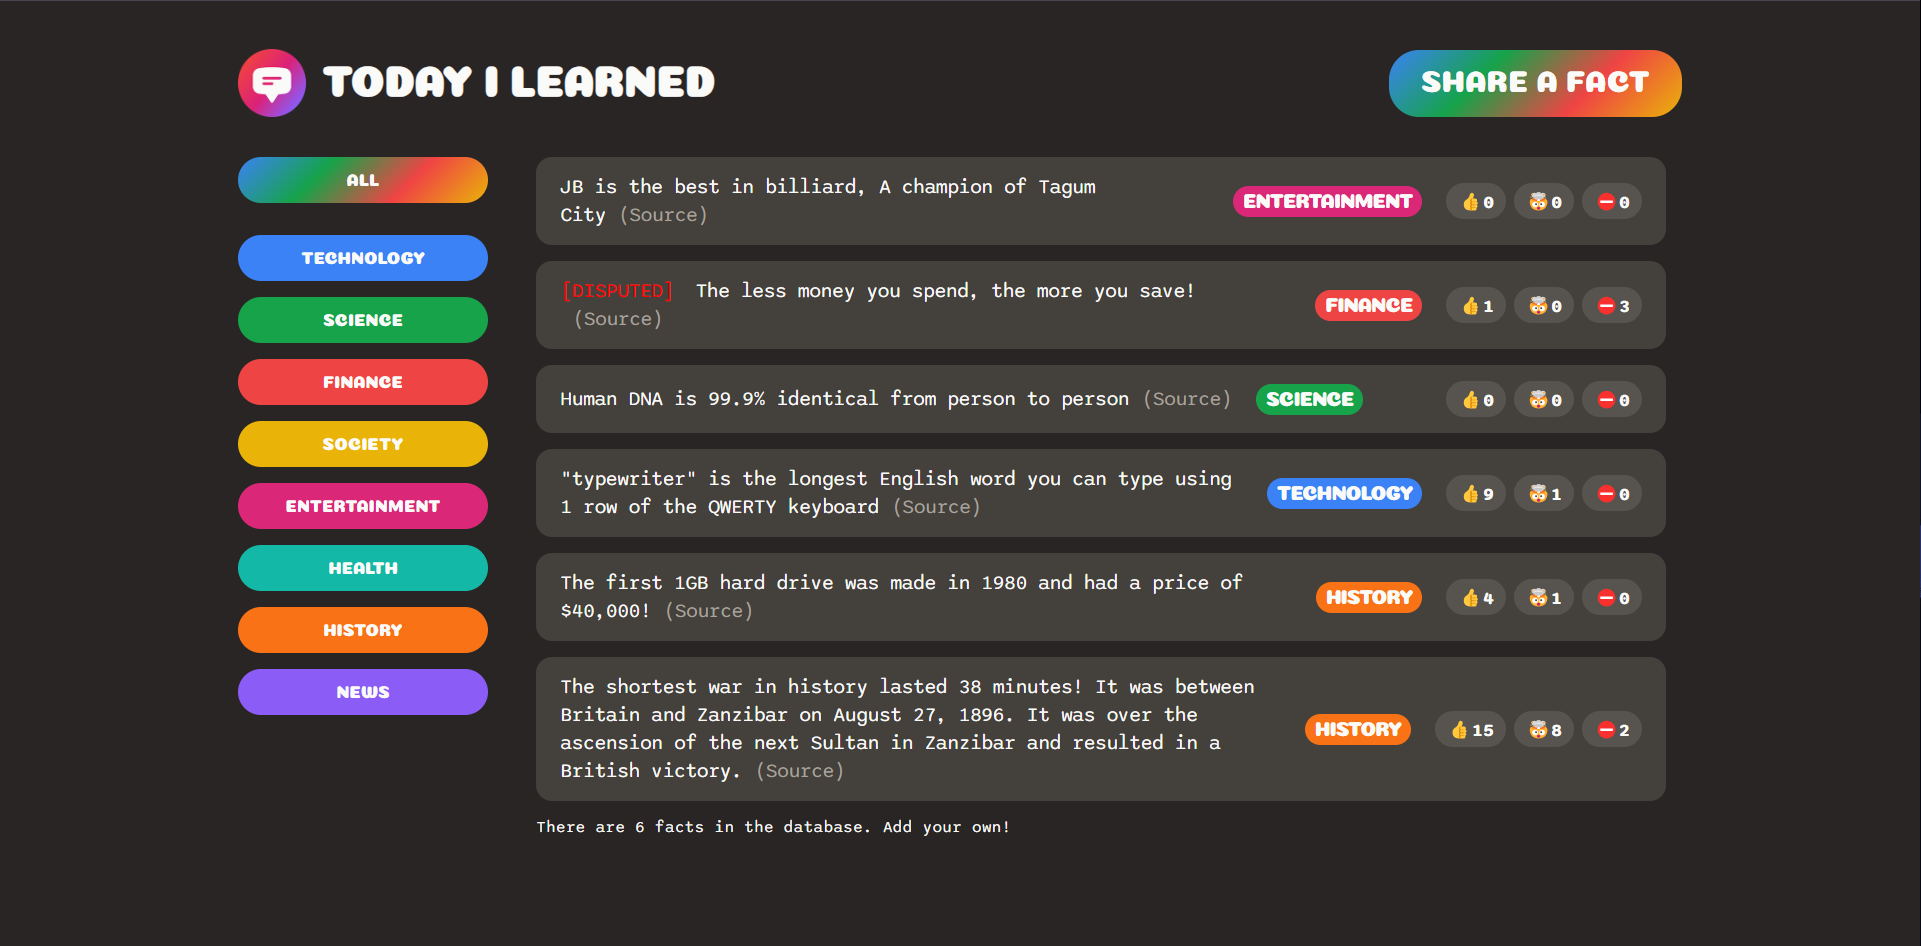 TODAY I LEARNED
SHARE A FACT
ALL
TECHNOLOGY
SCIENCE
FINANCE
SOCIETY
ENTERTAINMENT
HEALTH
HISTORY
NEWS
JB is the best in billiard, A champion of Tagum
City (Source)
ENTERTAINMENT
👍 0 🤯 0 ⛔ 0
[DISPUTED] The less money you spend, the more you save!
(Source)
FINANCE
👍 1 🤯 0 ⛔ 3
Human DNA is 99.9% identical from person to person (Source)
SCIENCE
👍 0 🤯 0 ⛔ 0
"typewriter" is the longest English word you can type using
1 row of the QWERTY keyboard (Source)
TECHNOLOGY
👍 9 🤯 1 ⛔ 0
The first 1GB hard drive was made in 1980 and had a price of
$40,000! (Source)
HISTORY
👍 4 🤯 1 ⛔ 0
The shortest war in history lasted 38 minutes! It was between
Britain and Zanzibar on August 27, 1896. It was over the
ascension of the next Sultan in Zanzibar and resulted in a
British victory. (Source)
HISTORY
👍 15 🤯 8 ⛔ 2
There are 6 facts in the database. Add your own!